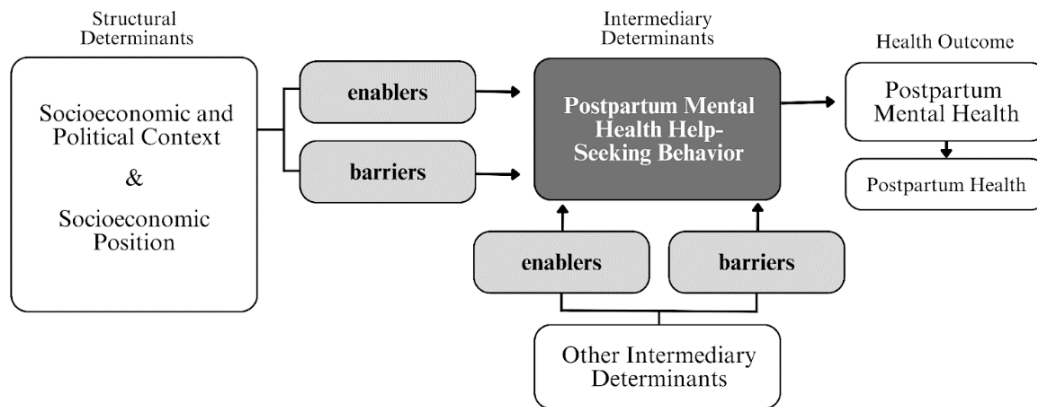 Structural
Determinants
Socioeconomic and
Political Context
&
Socioeconomic
Position
enablers
barriers
Intermediary
Determinants
Postpartum Mental
Health Help-
Seeking Behavior
enablers
barriers
Other Intermediary
Determinants
Health Outcome
Postpartum
Mental Health
Postpartum Health